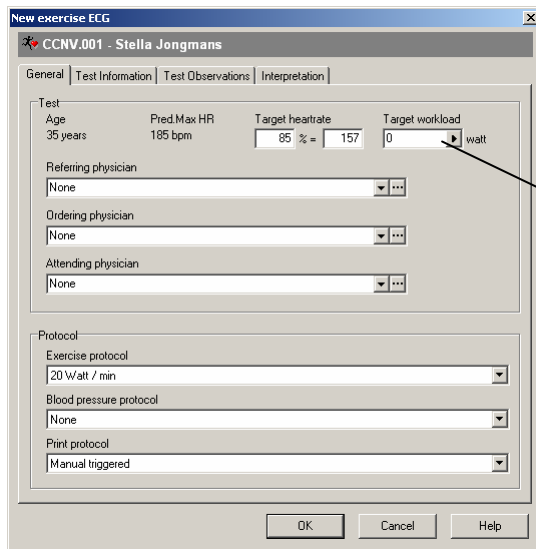 New exercise ECG
CCNV.001 - Stella Jongmans
General Test Information Test Observations Interpretation
Test
Age Pred.Max HR Target heartrate Target workload
35 years 185 bpm 85 % = 157 0 watt
Referring physician
None
Ordering physician
None
Attending physician
None
Protocol
Exercise protocol
20 Watt / min
Blood pressure protocol
None
Print protocol
Manual triggered
OK Cancel Help